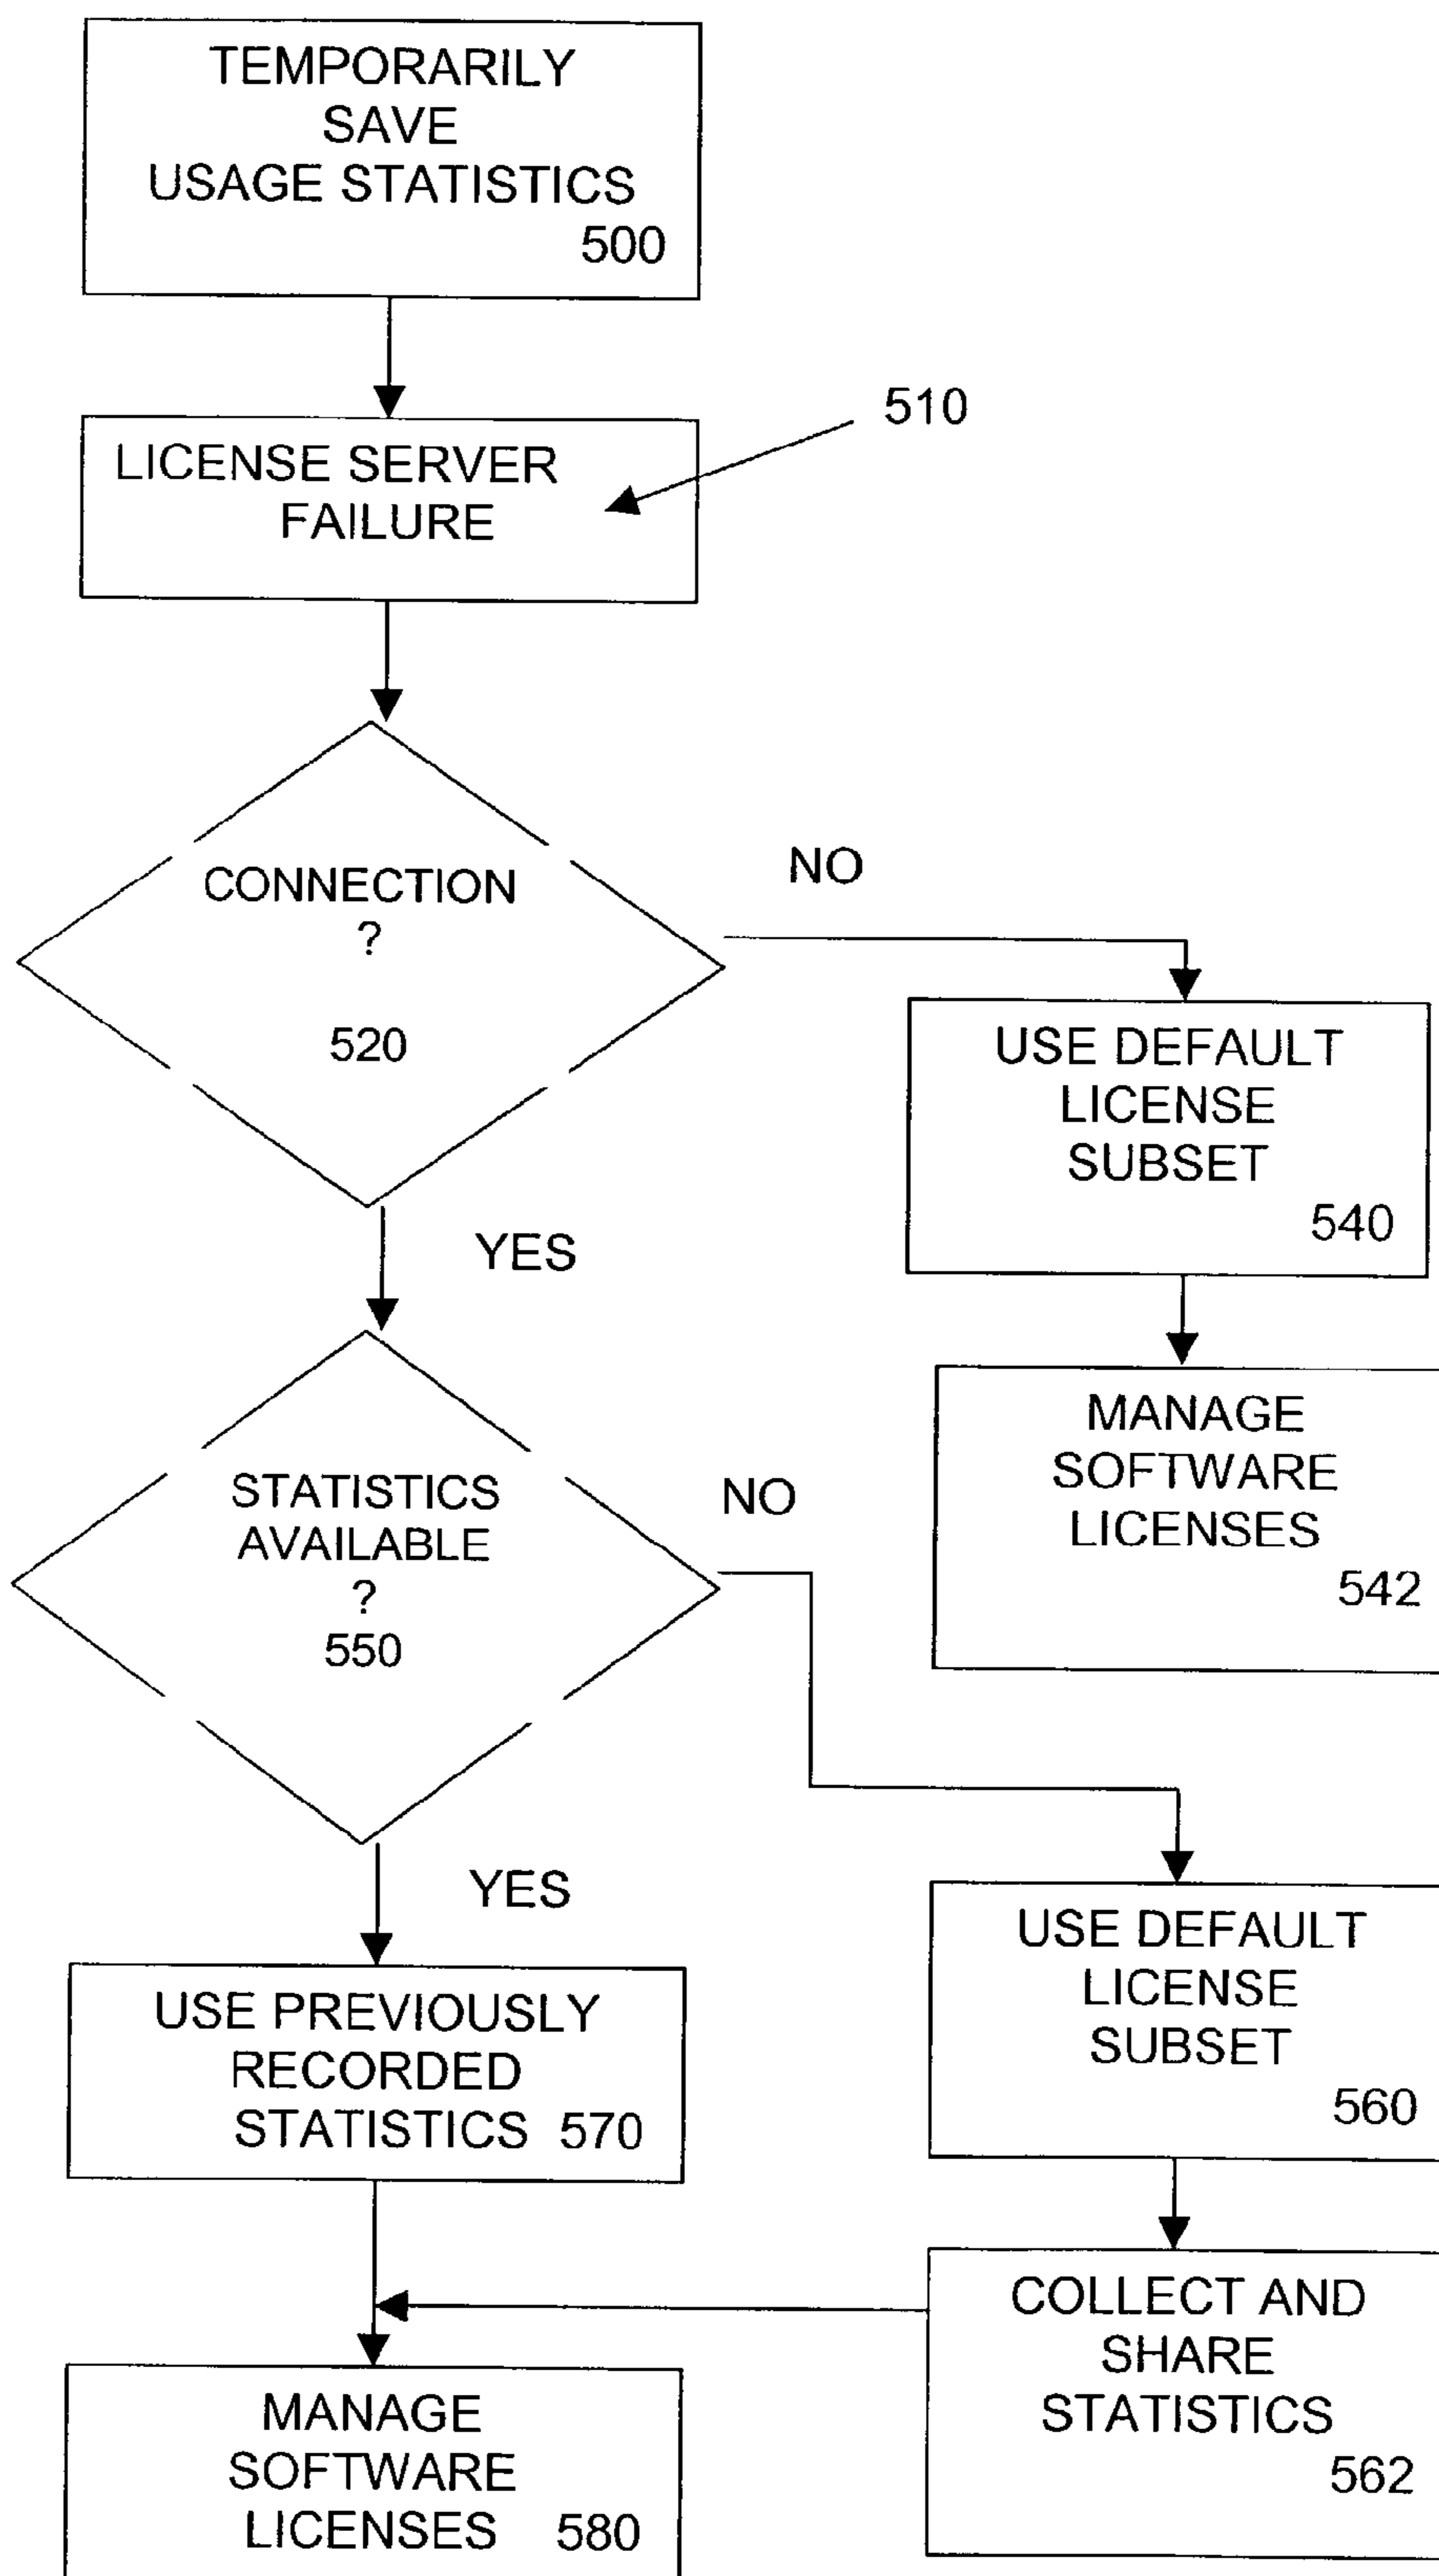 TEMPORARILY
SAVE
USAGE STATISTICS
500
510
LICENSE SERVER
FAILURE
CONNECTION
?
520
NO
USE DEFAULT
LICENSE
SUBSET
540
YES
MANAGE
SOFTWARE
LICENSES
542
STATISTICS
AVAILABLE
?
550
NO
YES
USE DEFAULT
LICENSE
SUBSET
560
USE PREVIOUSLY
RECORDED
STATISTICS 570
COLLECT AND
SHARE
STATISTICS
562
MANAGE
SOFTWARE
LICENSES 580